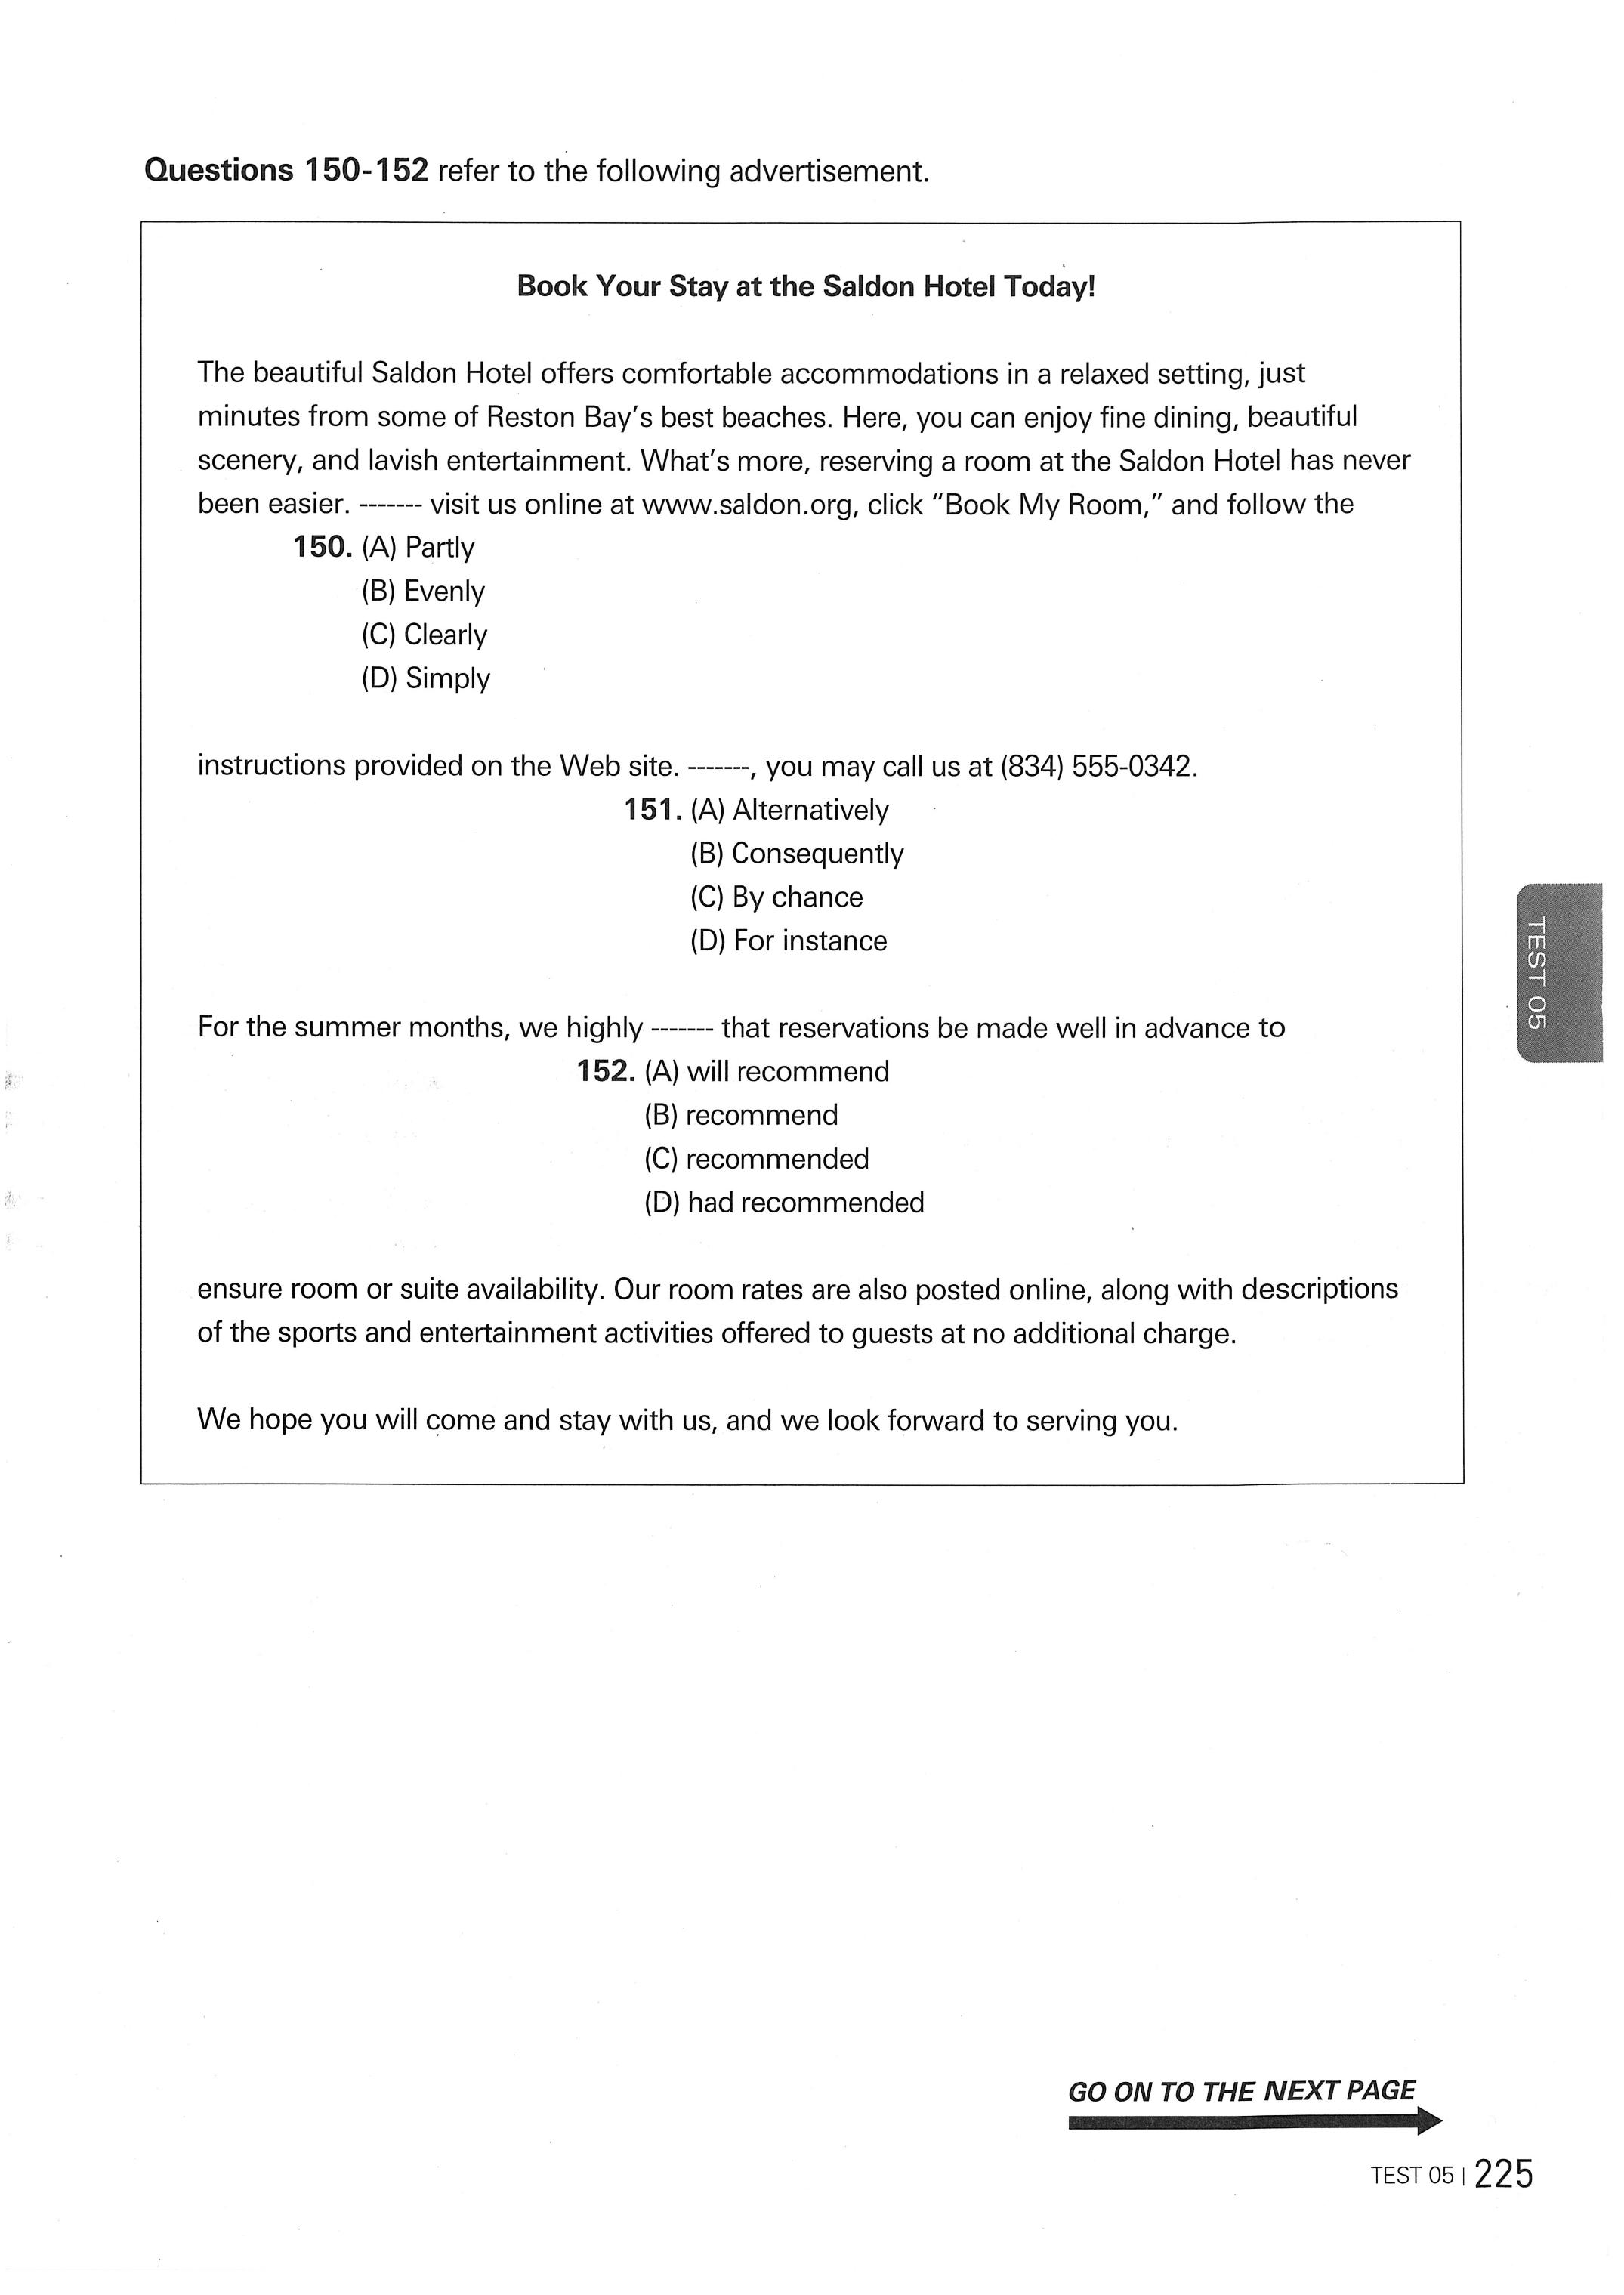 Questions 150-152 refer to the following advertisement.
Book Your Stay at the Saldon Hotel Today!
The beautiful Saldon Hotel offers comfortable accommodations in a relaxed setting, just
minutes from some of Reston Bay's best beaches. Here, you can enjoy fine dining, beautiful
scenery, and lavish entertainment. What's more, reserving a room at the Saldon Hotel has never
been easier. ------- visit us online at www.saldon.org, click "Book My Room," and follow the
150. (A) Partly
(B) Evenly
(C) Clearly
(D) Simply
instructions provided on the Web site. -------, you may call us at (834) 555-0342.
151. (A) Alternatively
(B) Consequently
(C) By chance
(D) For instance
For the summer months, we highly ------- that reservations be made well in advance to
152. (A) will recommend
(B) recommend
(C) recommended
(D) had recommended
ensure room or suite availability. Our room rates are also posted online, along with descriptions
of the sports and entertainment activities offered to guests at no additional charge.
We hope you will come and stay with us, and we look forward to serving you.
TEST 05
GO ON TO THE NEXT PAGE
TEST 05 | 225